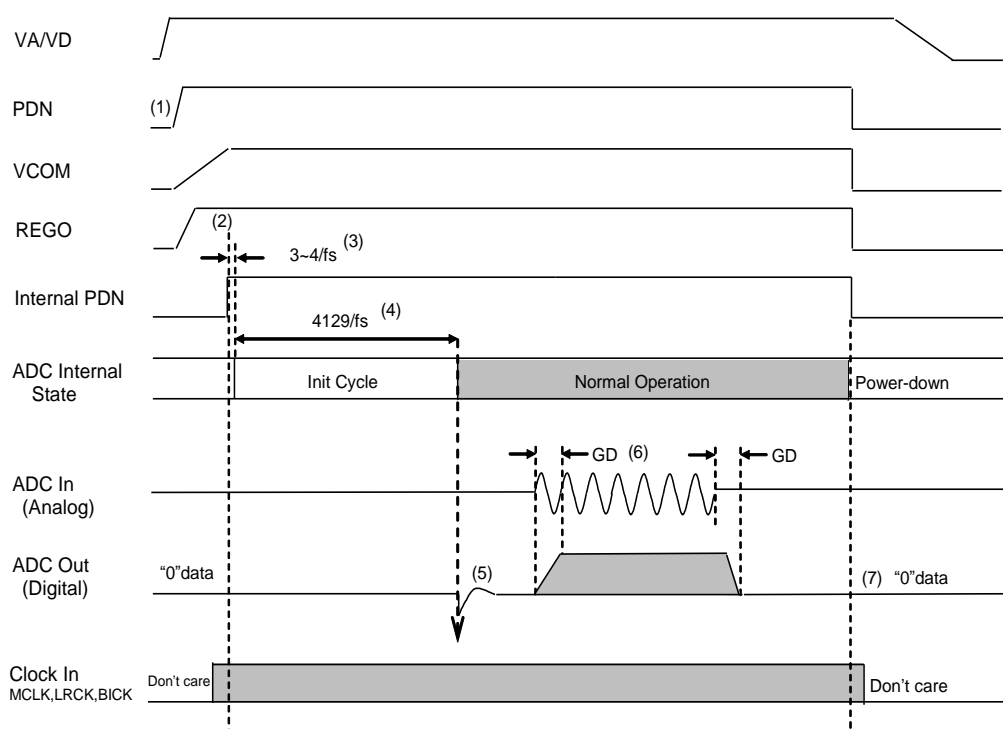 VA/VD
PDN
(1)
VCOM
REGO
(2)
3~4/fs (3)
Internal PDN
4129/fs (4)
ADC Internal
State
Init Cycle
Normal Operation
Power-down
GD (6)
GD
ADC In
(Analog)
ADC Out
(Digital)
“0”data
(5)
(7) “0”data
Clock In
MCLK,LRCK,BICK
Don't care
Don't care